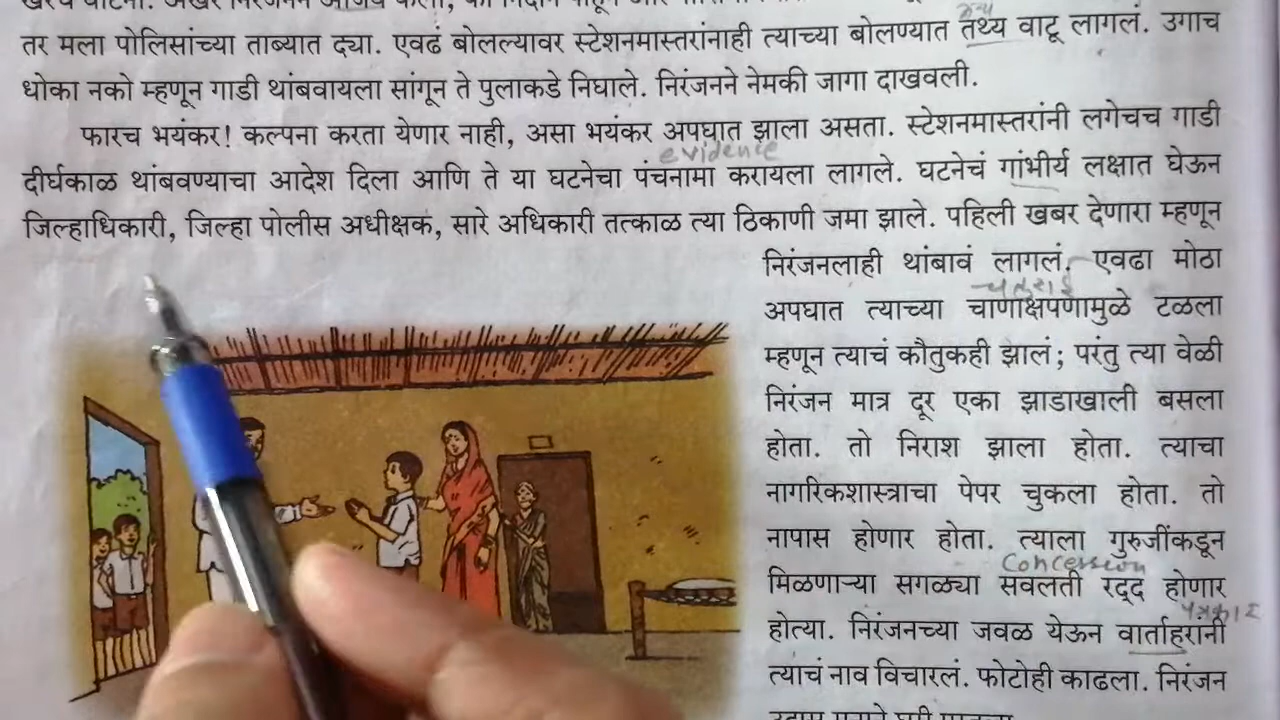 तर मला पोलिसांच्या ताब्यात द्या. एवढं बोलल्यावर स्टेशनमास्तरांनाही त्याच्या बोलण्यात तथ्य वाटू लागलं. उगाच
धोका नको म्हणून गाडी थांबवायला सांगून ते पुलाकडे निघाले. निरंजनने नेमकी जागा दाखवली.
फारच भयंकर! कल्पना करता येणार नाही, असा भयंकर अपघात झाला असता. स्टेशनमास्तरांनी लगेचच गाडी
evidence
दीर्घकाळ थांबवण्याचा आदेश दिला आणि ते या घटनेचा पंचनामा करायला लागले. घटनेचं गांभीर्य लक्षात घेऊन
जिल्हाधिकारी, जिल्हा पोलीस अधीक्षक, सारे अधिकारी तत्काळ त्या ठिकाणी जमा झाले. पहिली खबर देणारा म्हणून
निरंजनलाही थांबावं लागलं. एवढा मोठा
चतुराई
अपघात त्याच्या चाणाक्षपणामुळे टळला
म्हणून त्याचं कौतुकही झालं; परंतु त्या वेळी
निरंजन मात्र दूर एका झाडाखाली बसला
होता. तो निराश झाला होता. त्याचा
नागरिकशास्त्राचा पेपर चुकला होता. तो
नापास होणार होता. त्याला गुरुजींकडून
Concession
मिळणाऱ्या सगळ्या सवलती रद्द होणार
पत्रकार
होत्या. निरंजनच्या जवळ येऊन वार्ताहरांनी
त्याचं नाव विचारलं. फोटोही काढला. निरंजन